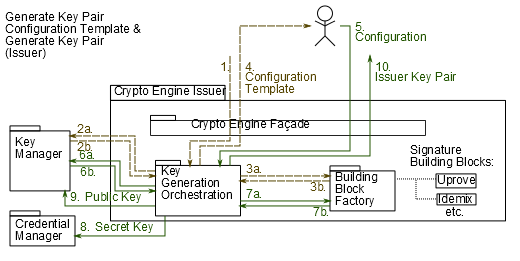 Generate Key Pair
Configuration Template &
Generate Key Pair
(Issuer)
1.
4.
Configuration
Template
5.
Configuration
10.
Issuer Key Pair
Crypto Engine Issuer
Crypto Engine Façade
Key
Manager
2a.
2b.
6a.
6b.
Key
Generation
Orchestration
3a.
3b.
7a.
7b.
Building
Block
Factory
Signature
Building Blocks:
Uprove
Idemix
etc.
9. Public Key
8. Secret Key
Credential
Manager